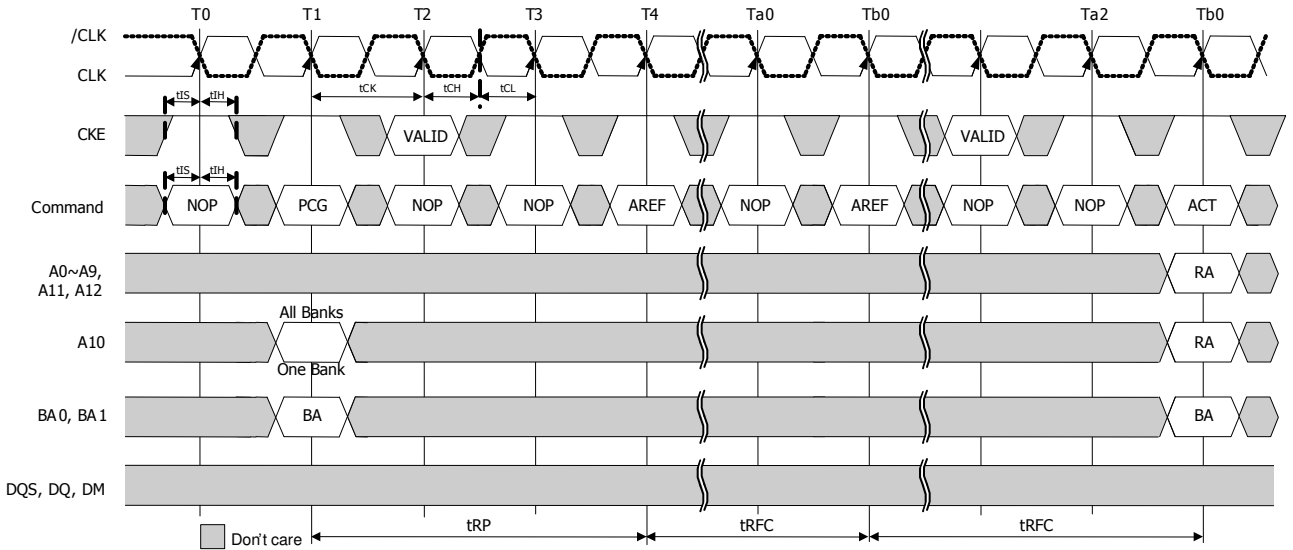 T0 T1 T2 T3 T4 Ta0 Tb0 Ta2 Tb0
/CLK
CLK
tCK tCH tCL
tIS tIH
CKE VALID VALID
tIS tIH
Command NOP PCG NOP NOP AREF NOP AREF NOP NOP ACT
A0~A9,
A11, A12 RA
All Banks
A10 RA
One Bank
BA0, BA1 BA BA
DQS, DQ, DM
tRP tRFC tRFC
Don't care